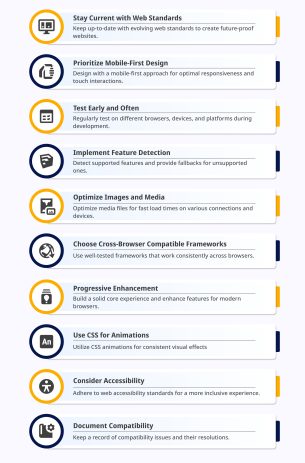 Stay Current with Web Standards
Keep up-to-date with evolving web standards to create future-proof
websites.
Prioritize Mobile-First Design
Design with a mobile-first approach for optimal responsiveness and
touch interactions.
Test Early and Often
Regularly test on different browsers, devices, and platforms during
development.
Implement Feature Detection
Detect supported features and provide fallbacks for unsupported
ones.
Optimize Images and Media
Optimize media files for fast load times on various connections and
devices.
Choose Cross-Browser Compatible Frameworks
Use well-tested frameworks that work consistently across browsers.
Progressive Enhancement
Build a solid core experience and enhance features for modern
browsers.
An
Use CSS for Animations
Utilize CSS animations for consistent visual effects
Consider Accessibility
Adhere to web accessibility standards for a more inclusive experience.
Document Compatibility
Keep a record of compatibility issues and their resolutions.